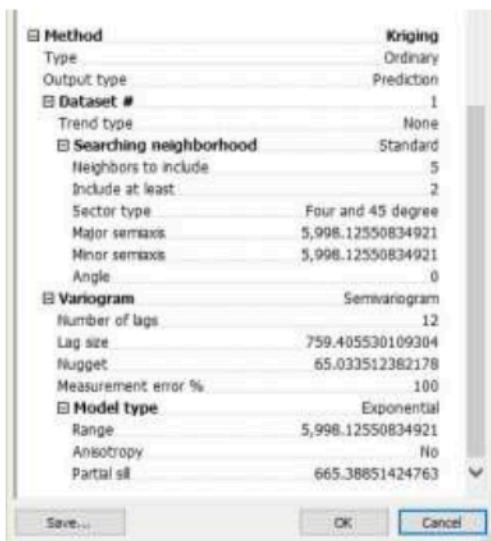 Method Kriging
Type Ordinary
Output type Prediction
Dataset # 1
Trend type None
Searching neighborhood Standard
Neighbors to include 5
Include at least 2
Sector type Four and 45 degree
Major semiaxis 5,998.12550834921
Minor semiaxis 5,998.12550834921
Angle 0
Variogram Semivariogram
Number of lags 12
Lag size 759.405530109304
Nugget 65.033512382178
Measurement error % 100
Model type Exponential
Range 5,998.12550834921
Anisotropy No
Partial sill 665.38851424763
Save... OK Cancel